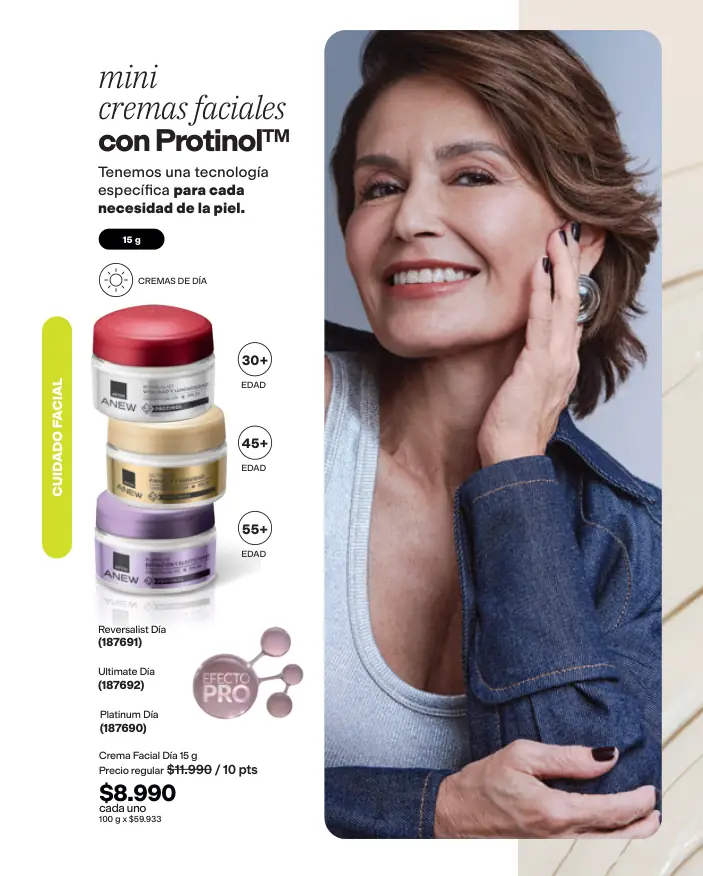 mini
cremas faciales
con Protinol™
Tenemos una tecnología
específica para cada
necesidad de la piel.
15 g
CREMAS DE DÍA
CUIDADO FACIAL
30+
EDAD
ANEW
PROTINOL
45+
EDAD
ANEW
55+
EDAD
ANEW
Reversalist Día
(187691)
Ultimate Día
(187692)
Platinum Día
(187690)
EFECTO
PRO
Crema Facial Día 15 g
Precio regular $11.990 / 10 pts
$8.990
cada uno
100 g x $59.933